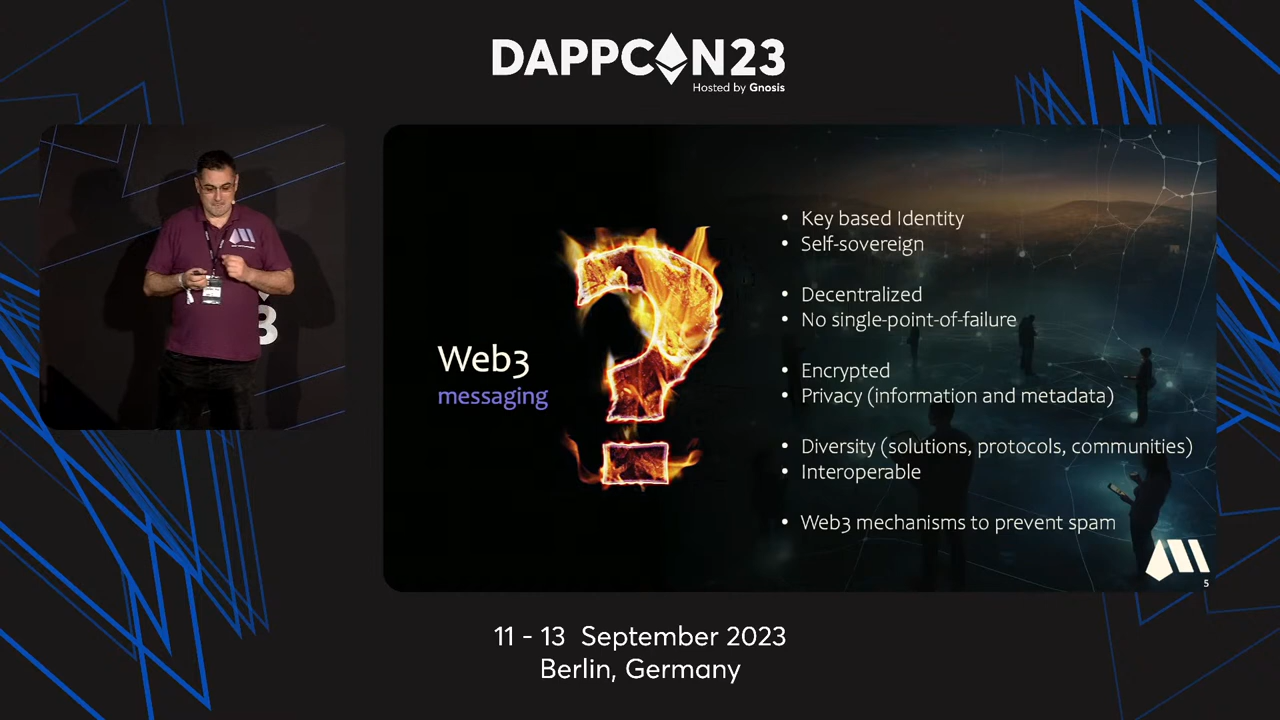 DAPPCON23
Hosted by Gnosis
3
Web3
messaging
• Key based Identity
• Self-sovereign
• Decentralized
• No single-point-of-failure
• Encrypted
• Privacy (information and metadata)
• Diversity (solutions, protocols, communities)
• Interoperable
• Web3 mechanisms to prevent spam
5
11 - 13 September 2023
Berlin, Germany